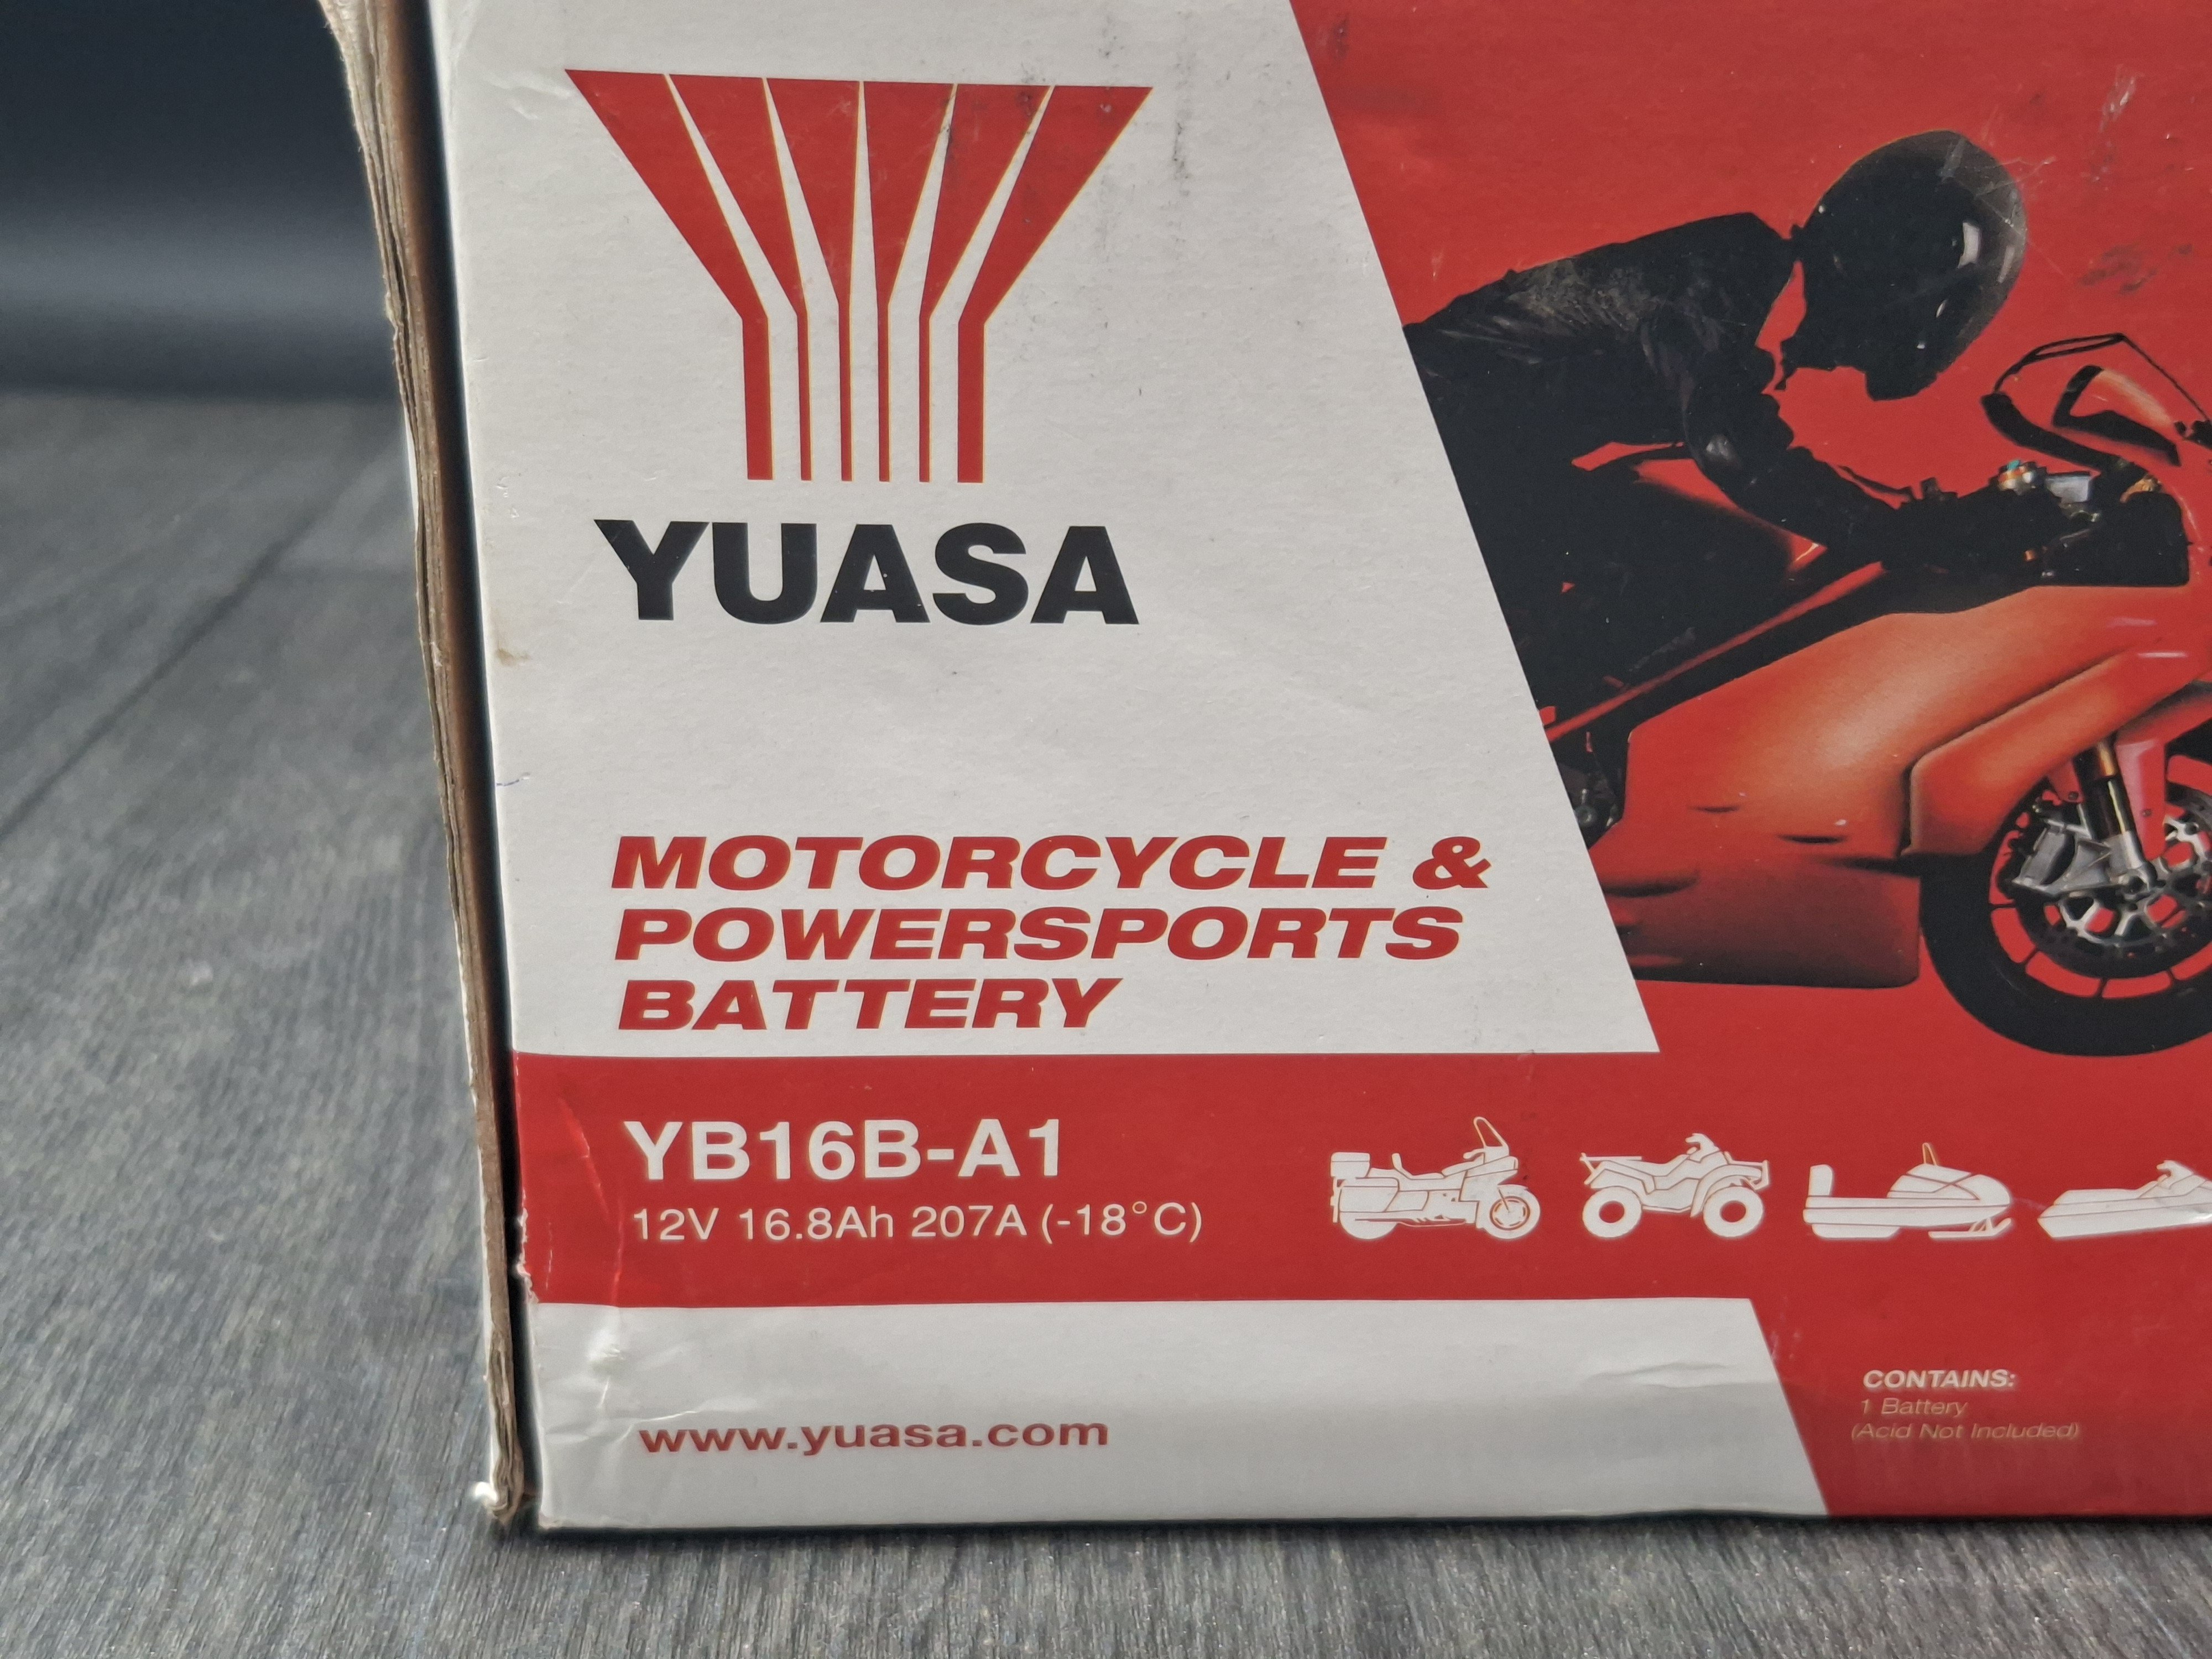 YUASA
MOTORCYCLE &
POWERSPORTS
BATTERY
YB16B-A1
12V 16.8Ah 207A (-18°C)
www.yuasa.com
CONTAINS:
1 Battery
(Acid Not Included)